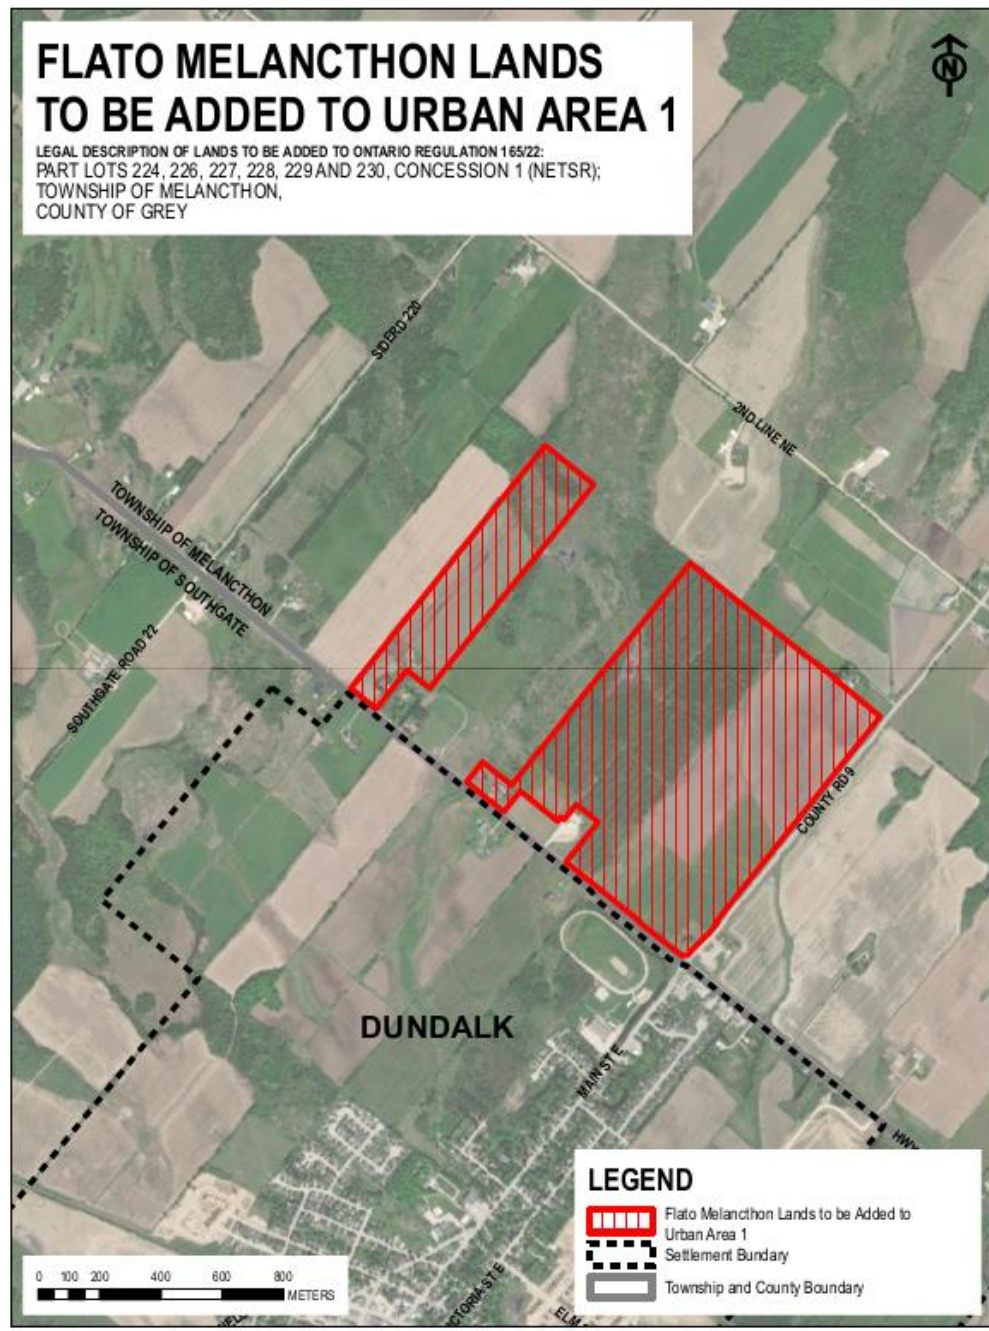 FLATO MELANCTHON LANDS
TO BE ADDED TO URBAN AREA 1
LEGAL DESCRIPTION OF LANDS TO BE ADDED TO ONTARIO REGULATION 165/22:
PART LOTS 224, 226, 227, 228, 229 AND 230, CONCESSION 1 (NETSR);
TOWNSHIP OF MELANCTHON,
COUNTY OF GREY
N
SIDERD 220
2ND LINE NE
TOWNSHIP OF MELANCTHON
TOWNSHIP OF SOUTHGATE
SOUTHGATE ROAD 22
COUNTY RD 9
DUNDALK
MAIN ST E
HWY
LEGEND
Flato Melancthon Lands to be Added to
Urban Area 1
Settlement Bundary
Township and County Boundary
0 100 200 400 600 800
METERS
CTORIA ST E
ELM